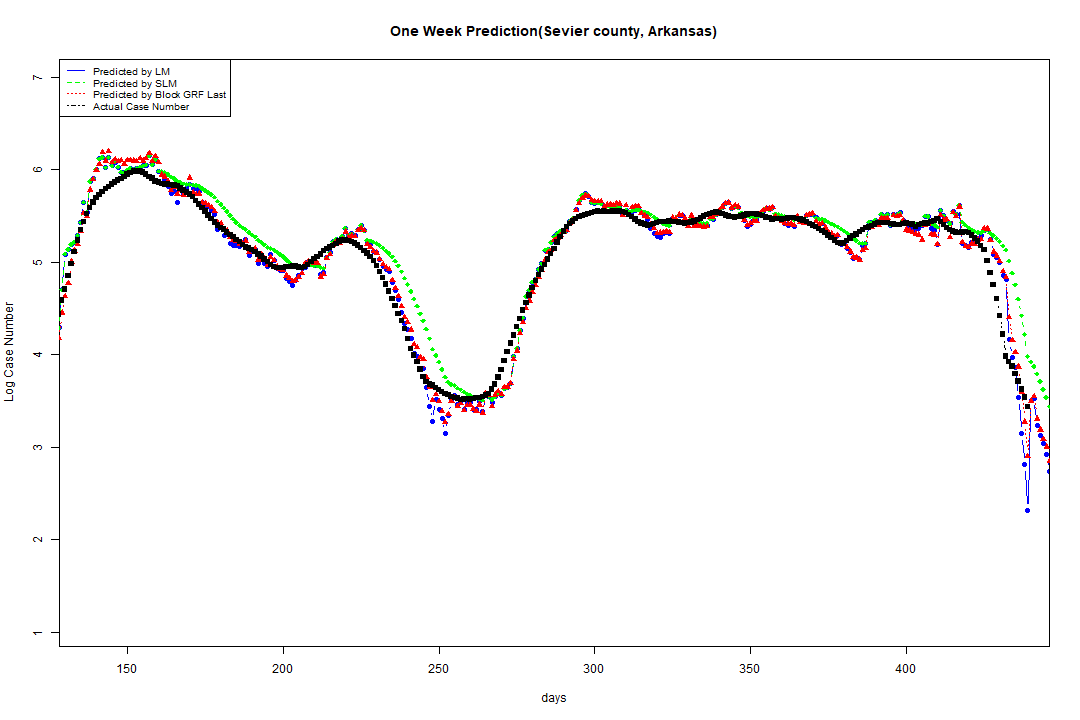 One Week Prediction(Sevier county, Arkansas)
Predicted by LM
Predicted by SLM
Predicted by Block GRF Last
Actual Case Number
7
6
5
4
3
2
1
Log Case Number
150 200 250 300 350 400
days